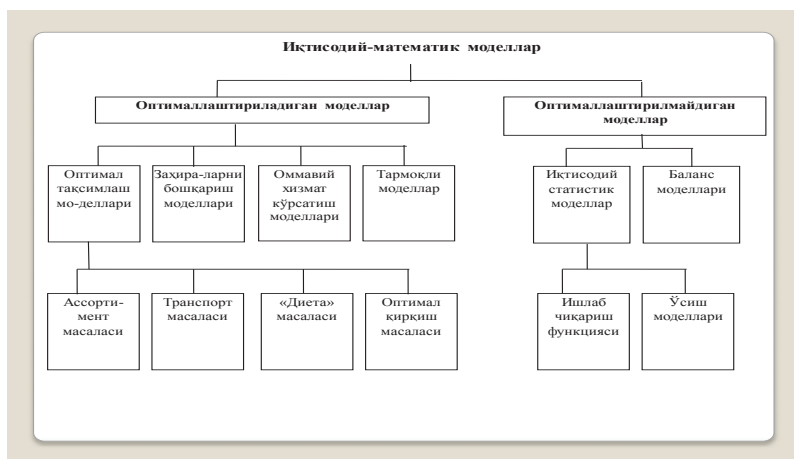 Иқтисодий-математик моделлар
Оптималлаштириладиган моделлар
Оптималлаштирилмайдиган
моделлар
Оптимал
тақсимлаш
мо-деллари
Заҳира-ларни
бошқариш
моделлари
Оммавий
хизмат
кўрсатиш
моделлари
Тармоқли
моделлар
Иқтисодий
статистик
моделлар
Баланс
моделлари
Ассорти-
мент
масаласи
Транспорт
масаласи
«Диета»
масаласи
Оптимал
қирқиш
масаласи
Ишлаб
чиқариш
функцияси
Ўсиш
моделлари